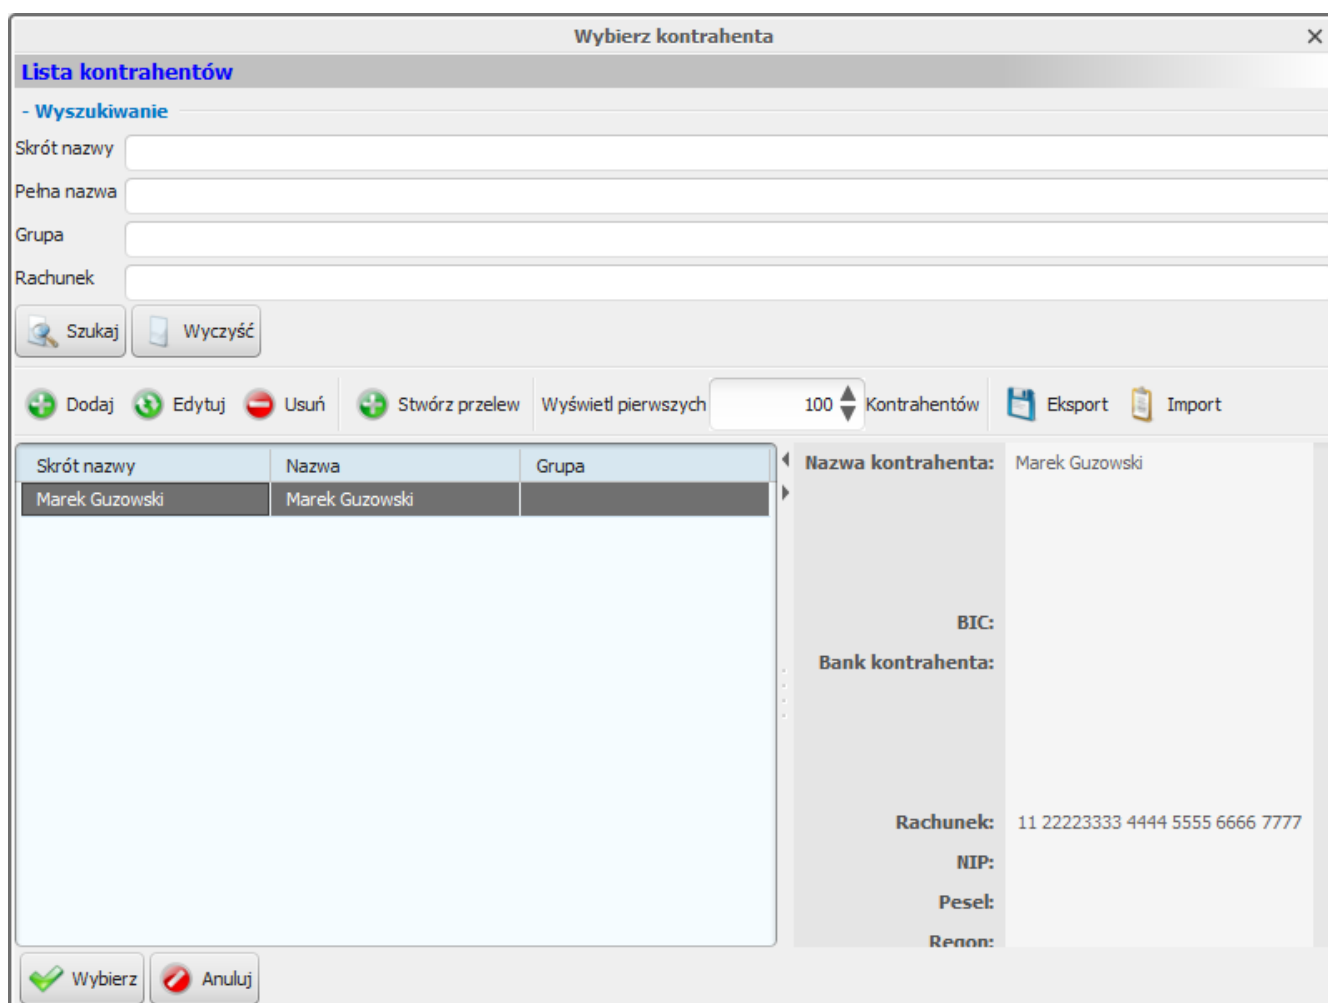 Wybierz kontrahenta
Lista kontrahentów
- Wyszukiwanie
Skrót nazwy
Pełna nazwa
Grupa
Rachunek
Szukaj Wyczyść
Dodaj Edytuj Usuń Stwórz przelew Wyświetl pierwszych 100 Kontrahentów Eksport Import
Skrót nazwy Nazwa Grupa
Marek Guzowski Marek Guzowski
Nazwa kontrahenta: Marek Guzowski
BIC:
Bank kontrahenta:
Rachunek: 11 22223333 4444 5555 6666 7777
NIP:
Pesel:
Regon:
Wybierz Anuluj